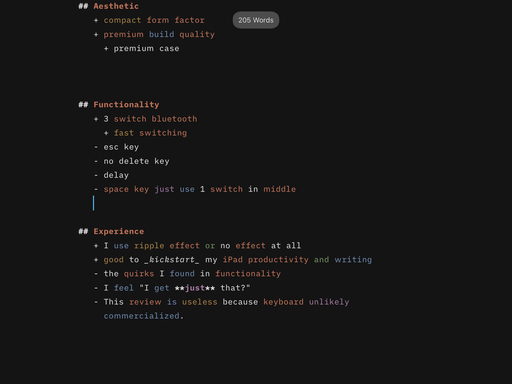 ## Aesthetic
+ compact form factor
205 Words
+ premium build quality
+ premium case
## Functionality
+ 3 switch bluetooth
+ fast switching
- esc key
- no delete key
- delay
- space key just use 1 switch in middle
## Experience
+ I use ripple effect or no effect at all
+ good to _kickstart_ my iPad productivity and writing
- the quirks I found in functionality
- I feel "I get **just** that?"
- This review is useless because keyboard unlikely
commercialized.